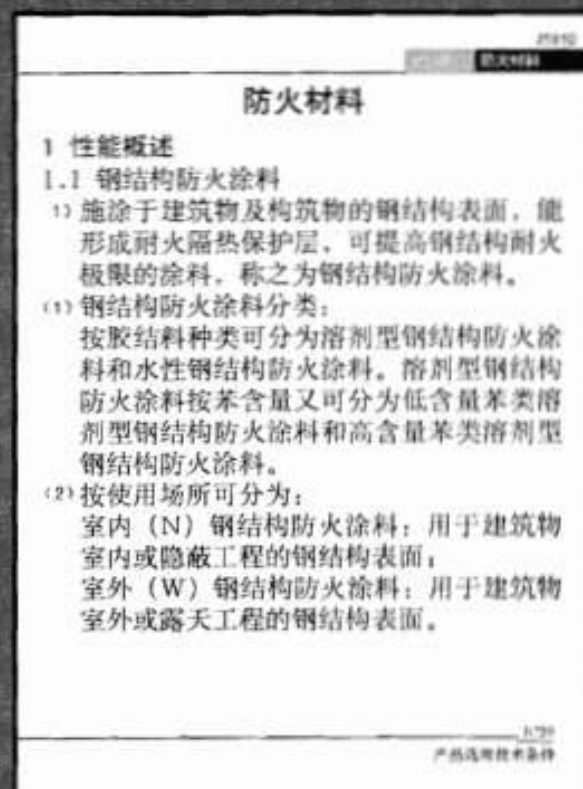 防火材料
防火材料
1 性能概述
1.1 钢结构防火涂料
1) 施涂于建筑物及构筑物的钢结构表面，能
形成耐火隔热保护层，可提高钢结构耐火
极限的涂料，称之为钢结构防火涂料。
(1) 钢结构防火涂料分类：
按胶结料种类可分为溶剂型钢结构防火涂
料和水性钢结构防火涂料。溶剂型钢结构
防火涂料按苯含量又可分为低含量苯类溶
剂型钢结构防火涂料和高含量苯类溶剂型
钢结构防火涂料。
(2) 按使用场所可分为：
室内（N）钢结构防火涂料：用于建筑物
室内或隐蔽工程的钢结构表面；
室外（W）钢结构防火涂料：用于建筑物
室外或露天工程的钢结构表面。
产品选用技术条件